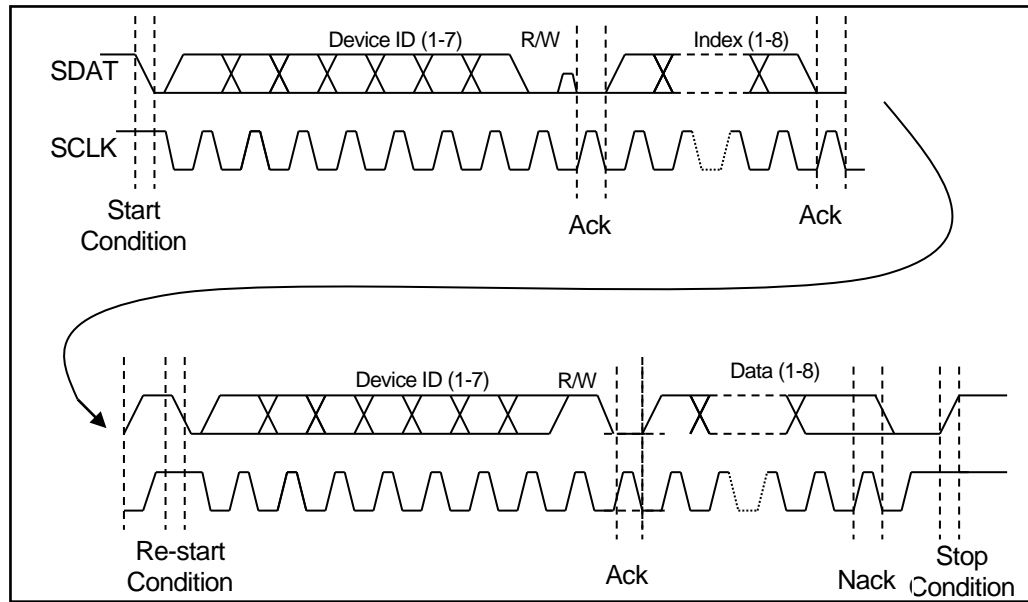 Device ID (1-7)
R/W
Index (1-8)
SDAT
SCLK
Start
Condition
Ack
Ack
Device ID (1-7)
R/W
Data (1-8)
Re-start
Condition
Ack
Nack
Stop
Condition